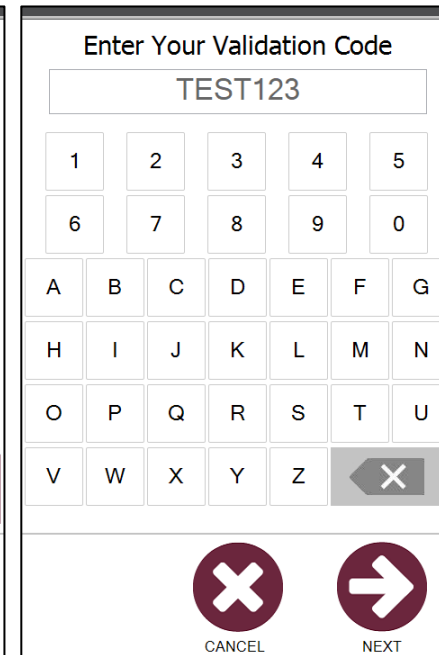 Enter Your Validation Code
TEST123
1 2 3 4 5
6 7 8 9 0
A B C D E F G
H I J K L M N
O P Q R S T U
V W X Y Z
CANCEL NEXT